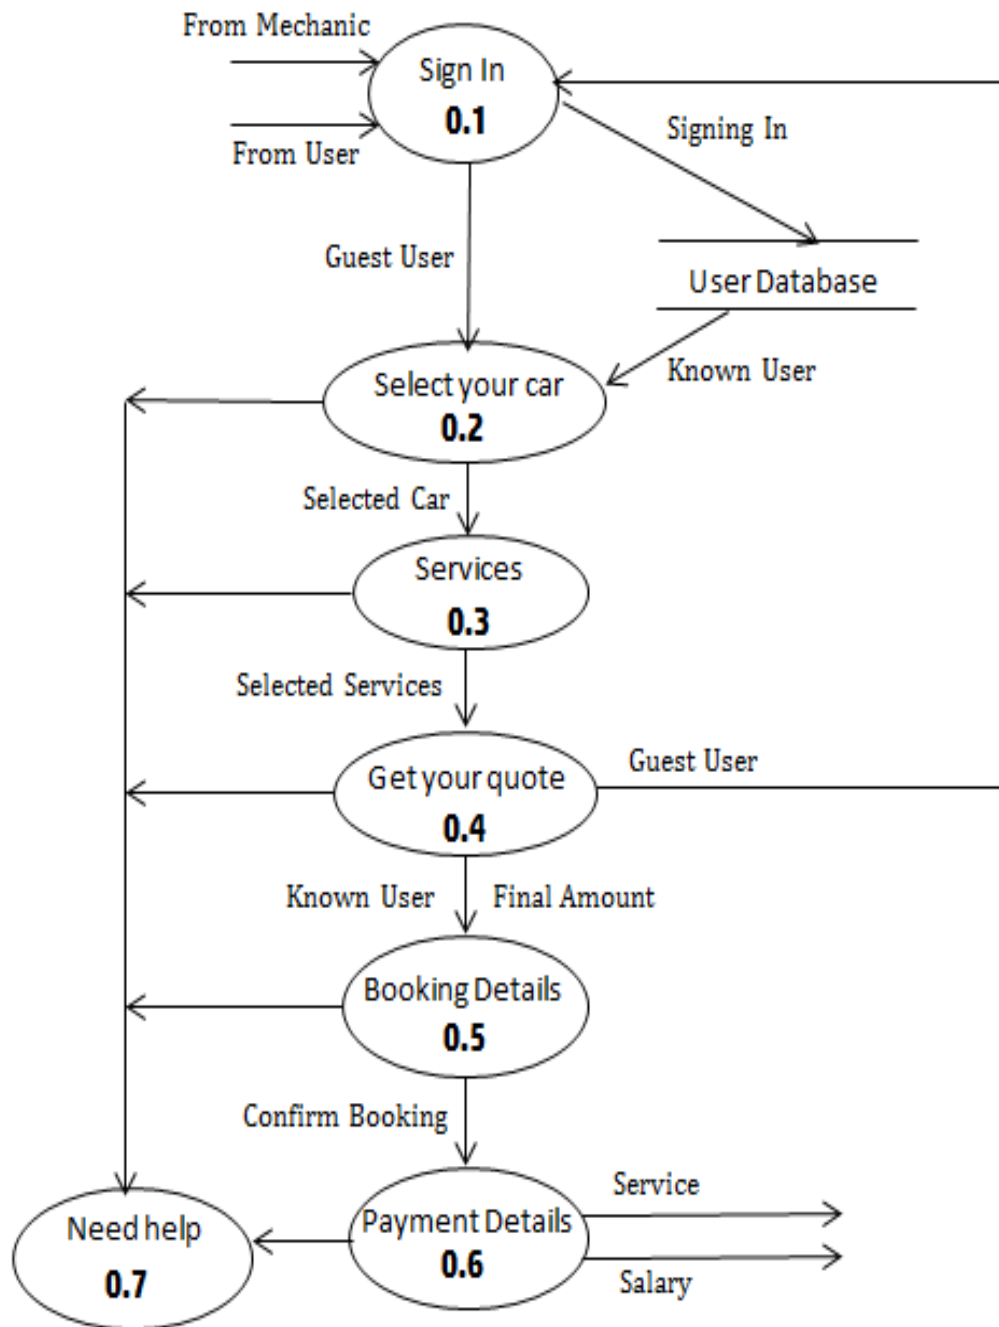 From Mechanic
Sign In
0.1
From User
Signing In
Guest User
User Database
Known User
Select your car
0.2
Selected Car
Services
0.3
Selected Services
Get your quote
0.4
Guest User
Known User
Final Amount
Booking Details
0.5
Confirm Booking
Payment Details
0.6
Service
Salary
Need help
0.7